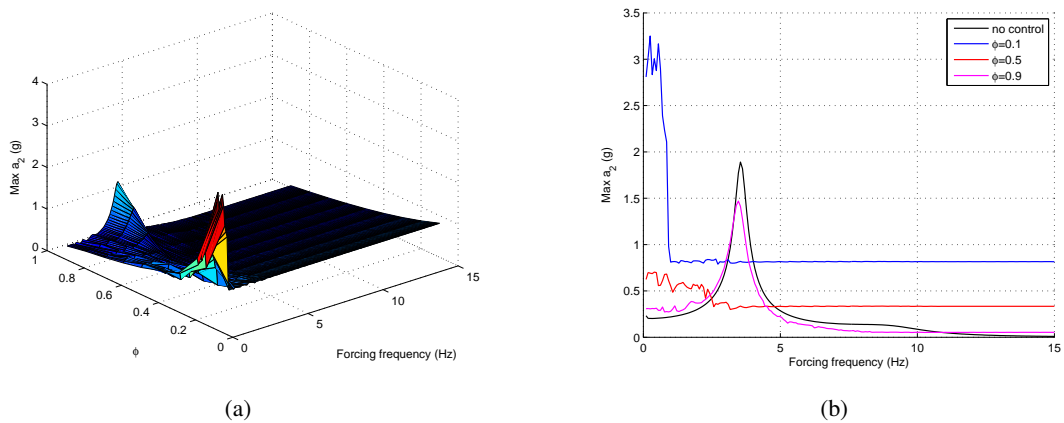 4
3
2
1
0
Max a₂ (g)
1
0.8
0.6
0.4
0.2
0
ϕ
0
5
10
15
Forcing frequency (Hz)
(a)
3.5
3
2.5
2
1.5
1
0.5
0
Max a₂ (g)
no control
ϕ=0.1
ϕ=0.5
ϕ=0.9
0 5 10 15
Forcing frequency (Hz)
(b)